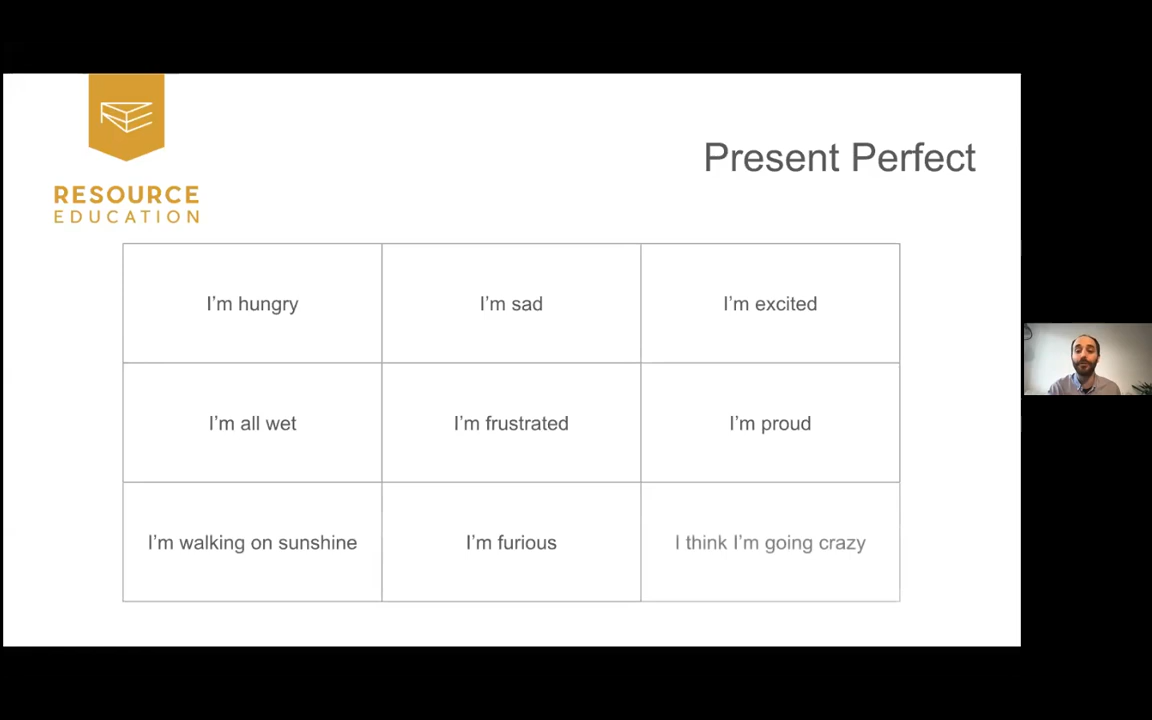 RESOURCE
EDUCATION
Present Perfect
I'm hungry
I'm sad
I'm excited
I'm all wet
I'm frustrated
I'm proud
I'm walking on sunshine
I'm furious
I think I'm going crazy